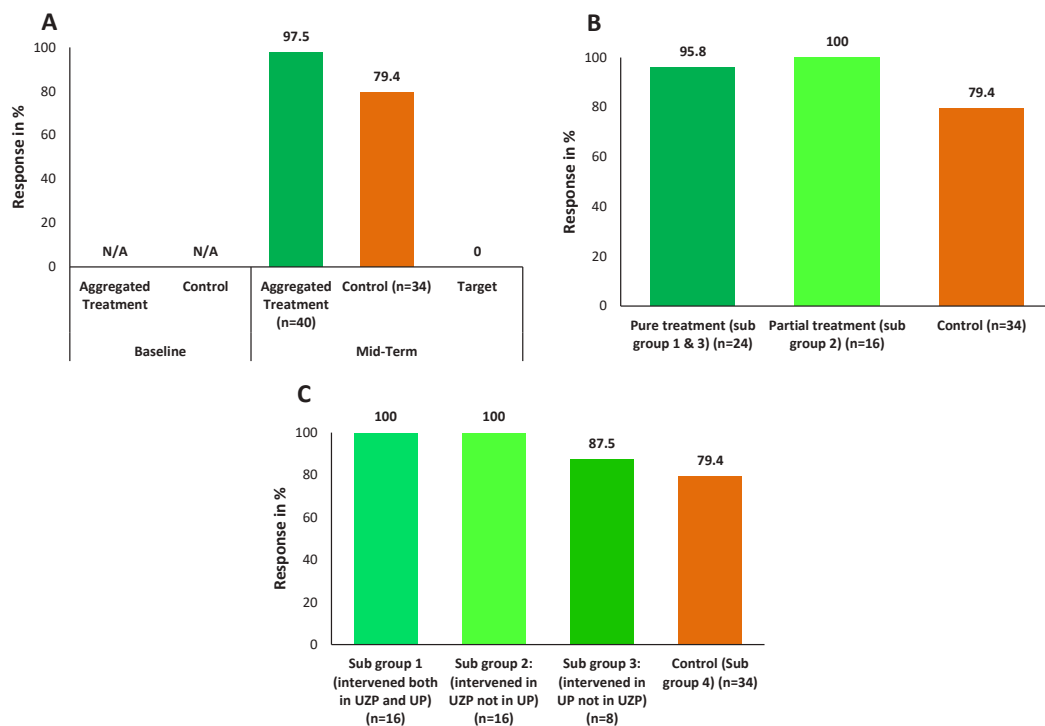 A
97.5
79.4
N/A
N/A
0
100
80
60
40
20
0
Response in %
Aggregated
Treatment
Control
Aggregated
Treatment
(n=40)
Control (n=34)
Target
Baseline
Mid-Term
B
95.8
100
79.4
100
80
60
40
20
0
Response in %
Pure treatment (sub
group 1 & 3) (n=24)
Partial treatment (sub
group 2) (n=16)
Control (n=34)
C
100
100
87.5
79.4
100
80
60
40
20
0
Response in %
Sub group 1
(intervened both
in UZP and UP)
(n=16)
Sub group 2:
(intervened in
UZP not in UP)
(n=16)
Sub group 3:
(intervened in
UP not in UZP)
(n=8)
Control (Sub
group 4) (n=34)